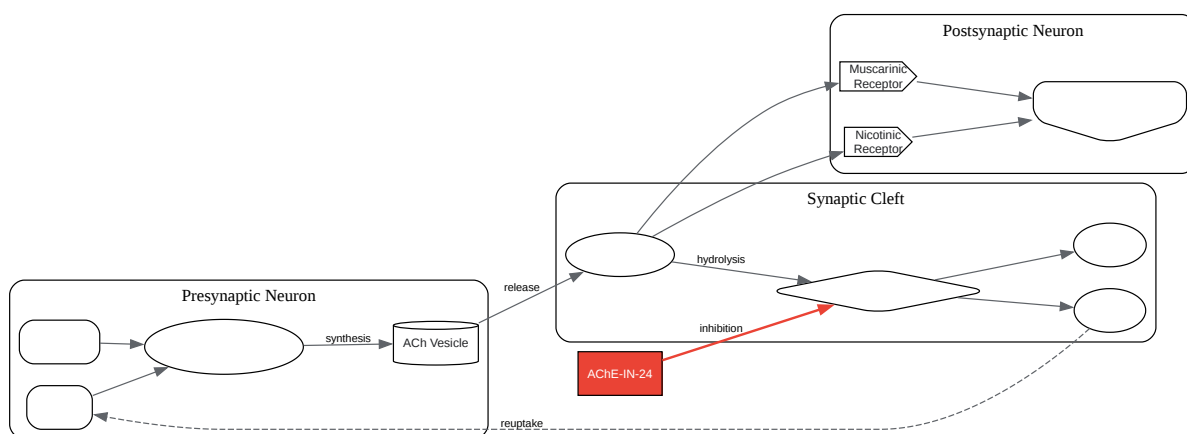 Postsynaptic Neuron
Muscarinic
Receptor
Nicotinic
Receptor
Synaptic Cleft
hydrolysis
release
Presynaptic Neuron
synthesis
ACh Vesicle
inhibition
AChE-IN-24
reuptake